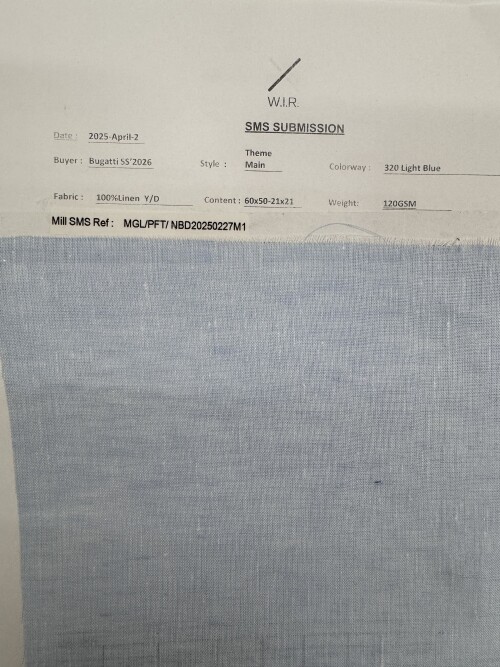 W.I.R.
SMS SUBMISSION
Date : 2025-April-2
Buyer : Bugatti SS'2026 Style : Theme Main Colorway : 320 Light Blue
Fabric : 100%Linen Y/D Content : 60x50-21x21 Weight: 120GSM
Mill SMS Ref : MGL/PFT/ NBD20250227M1